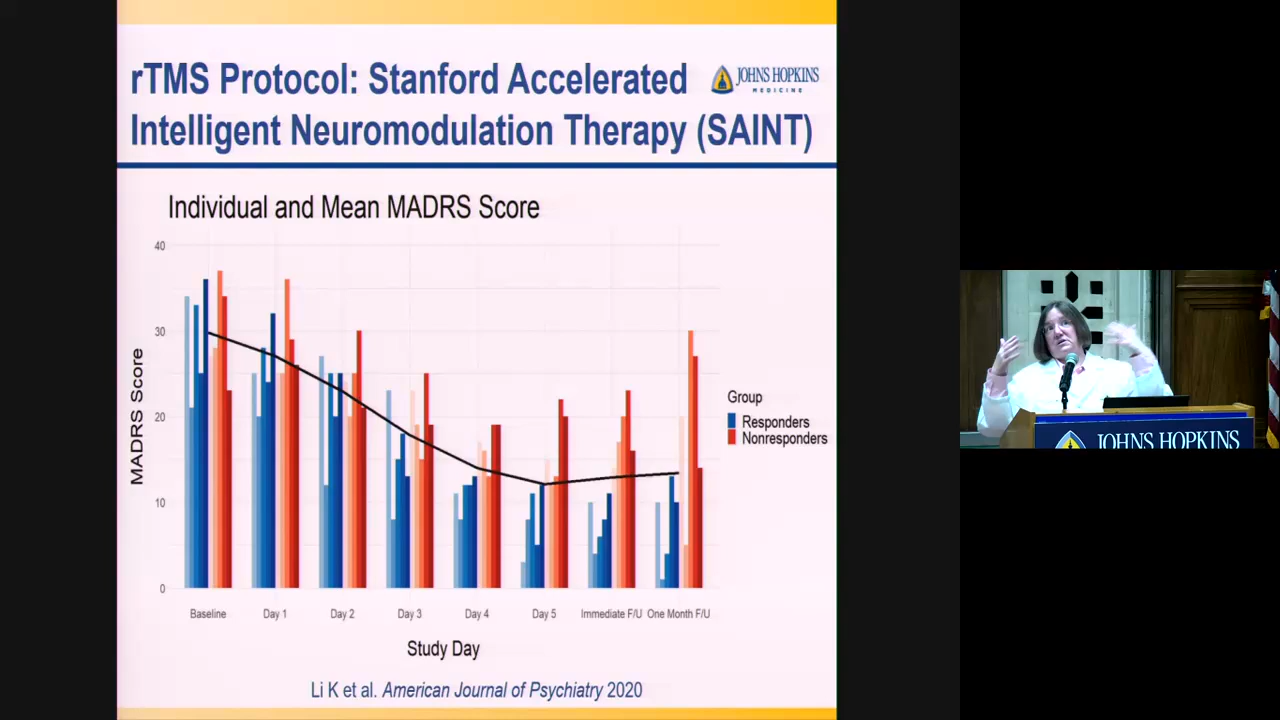 rTMS Protocol: Stanford Accelerated
Intelligent Neuromodulation Therapy (SAINT)
JOHNS HOPKINS
MEDICINE
Individual and Mean MADRS Score
MADRS Score
40
30
20
10
0
Baseline Day 1 Day 2 Day 3 Day 4 Day 5 Immediate F/U One Month F/U
Study Day
Group
Responders
Nonresponders
Li K et al. American Journal of Psychiatry 2020
JOHNS HOPKINS